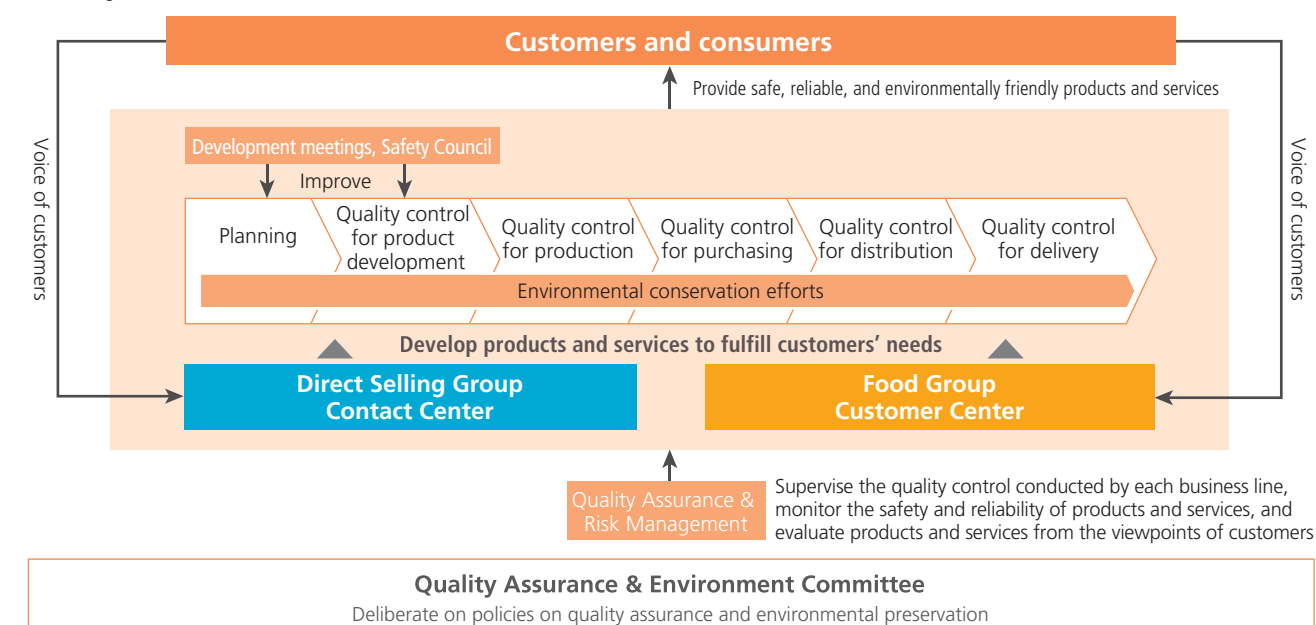 Customers and consumers
Provide safe, reliable, and environmentally friendly products and services
Voice of customers
Voice of customers
Development meetings, Safety Council
Improve
Planning
Quality control
for product
development
Quality control
for production
Quality control
for purchasing
Quality control
for distribution
Quality control
for delivery
Environmental conservation efforts
Develop products and services to fulfill customers’ needs
Direct Selling Group
Contact Center
Food Group
Customer Center
Quality Assurance &
Risk Management
Supervise the quality control conducted by each business line,
monitor the safety and reliability of products and services, and
evaluate products and services from the viewpoints of customers
Quality Assurance & Environment Committee
Deliberate on policies on quality assurance and environmental preservation